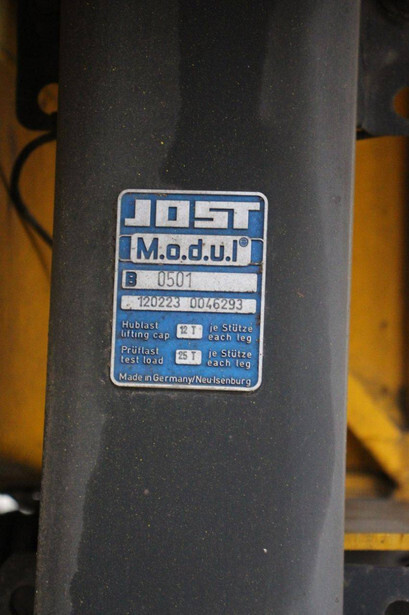 JOST
M.o.d.u.l®
B 0501
120223 0046293
Hublast 12 T je Stütze
lifting cap each leg
Prüflast 25 T je Stütze
test load each leg
Made in Germany/Neu Isenburg